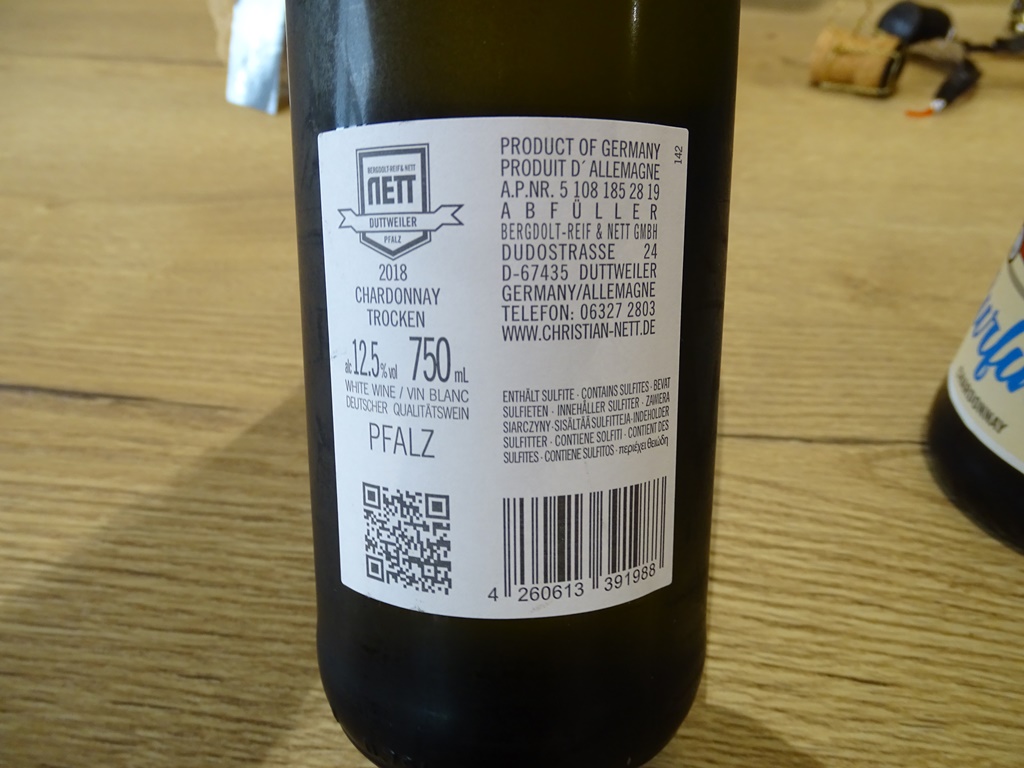 BERGDOLT-REIF & NETT
NETT
DUTTWEILER
PFALZ
2018
CHARDONNAY
TROCKEN
alc 12.5 % vol 750 mL
WHITE WINE / VIN BLANC
DEUTSCHER QUALITÄTSWEIN
PFALZ
PRODUCT OF GERMANY
PRODUIT D´ALLEMAGNE
A.P.NR. 5 108 185 28 19
ABFÜLLER
BERGDOLT-REIF & NETT GMBH
DUDOSTRASSE 24
D-67435 DUTTWEILER
GERMANY/ALLEMAGNE
TELEFON: 06327 2803
WWW.CHRISTIAN-NETT.DE
142
ENTHÄLT SULFITE · CONTAINS SULFITES · BEVAT
SULFIETEN · INNEHÅLLER SULFITER · ZAWIERA
SIARCZYNY · SISÄLTÄÄ SULFIITTEJA · INDEHOLDER
SULFITTER · CONTIENE SOLFITI · CONTIENT DES
SULFITES · CONTIENE SULFITOS · περιέχει θειώδη
4 260613 391988
CHARDONNAY